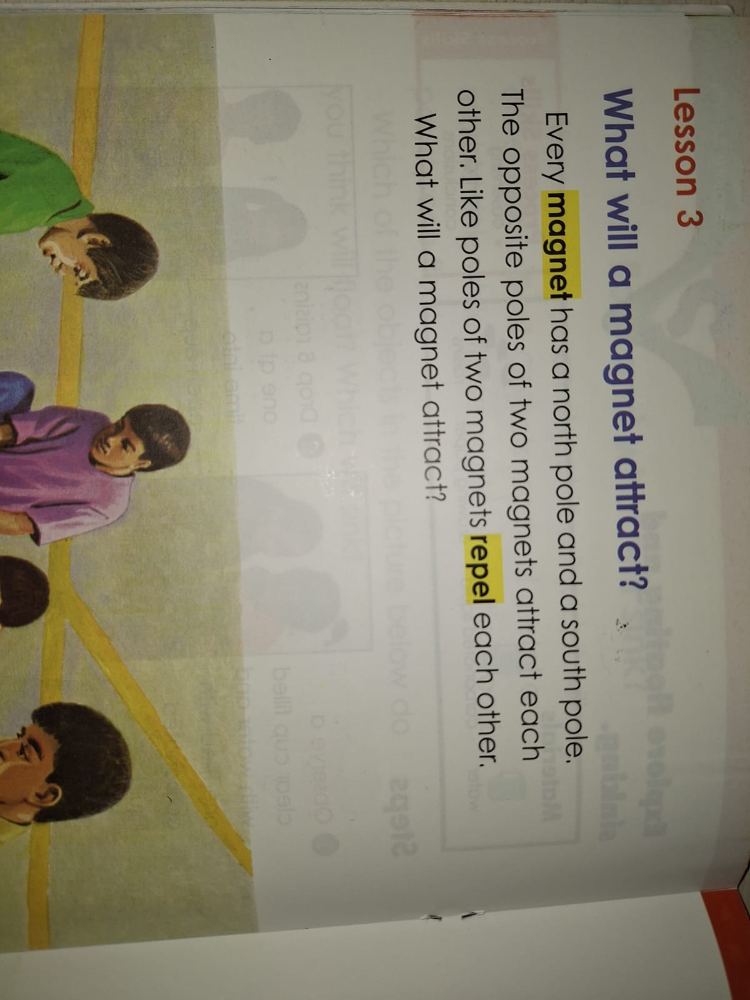 Lesson 3
What will a magnet attract?
Every magnet has a north pole and a south pole.
The opposite poles of two magnets attract each
other. Like poles of two magnets repel each other.
What will a magnet attract?